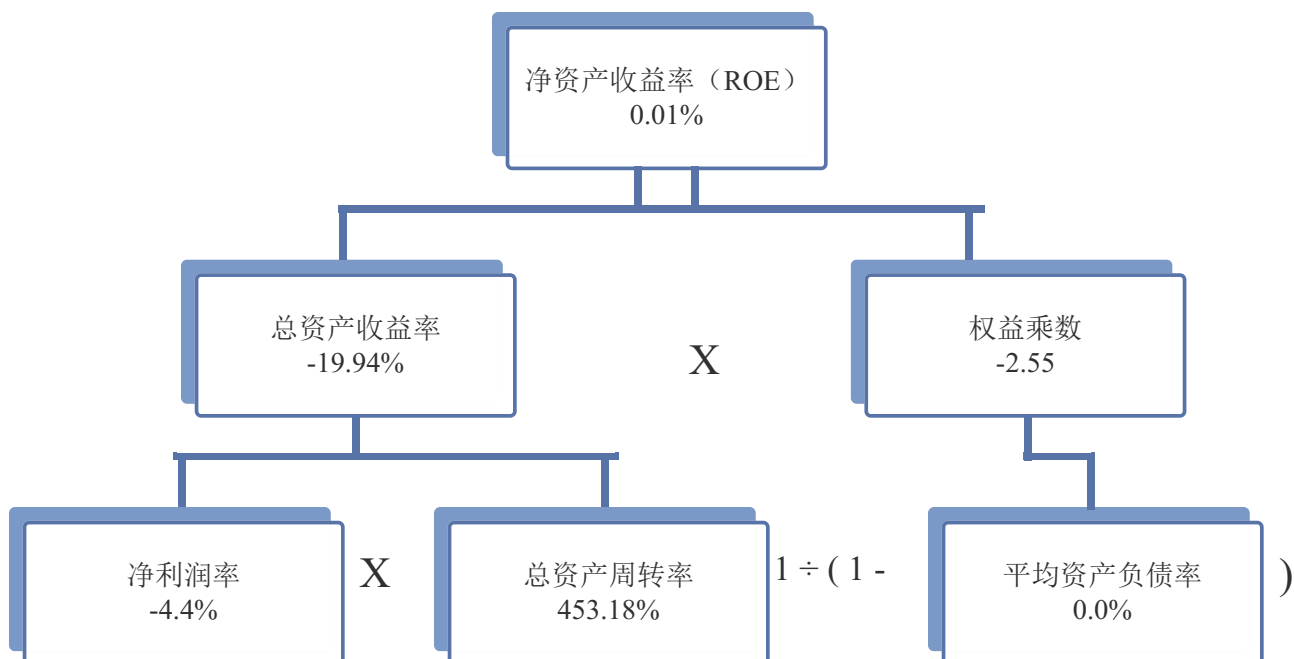 净资产收益率（ROE）
0.01%
总资产收益率
-19.94%
X
权益乘数
-2.55
净利润率
-4.4%
X
总资产周转率
453.18%
1 ÷ ( 1 -
平均资产负债率
0.0%
)